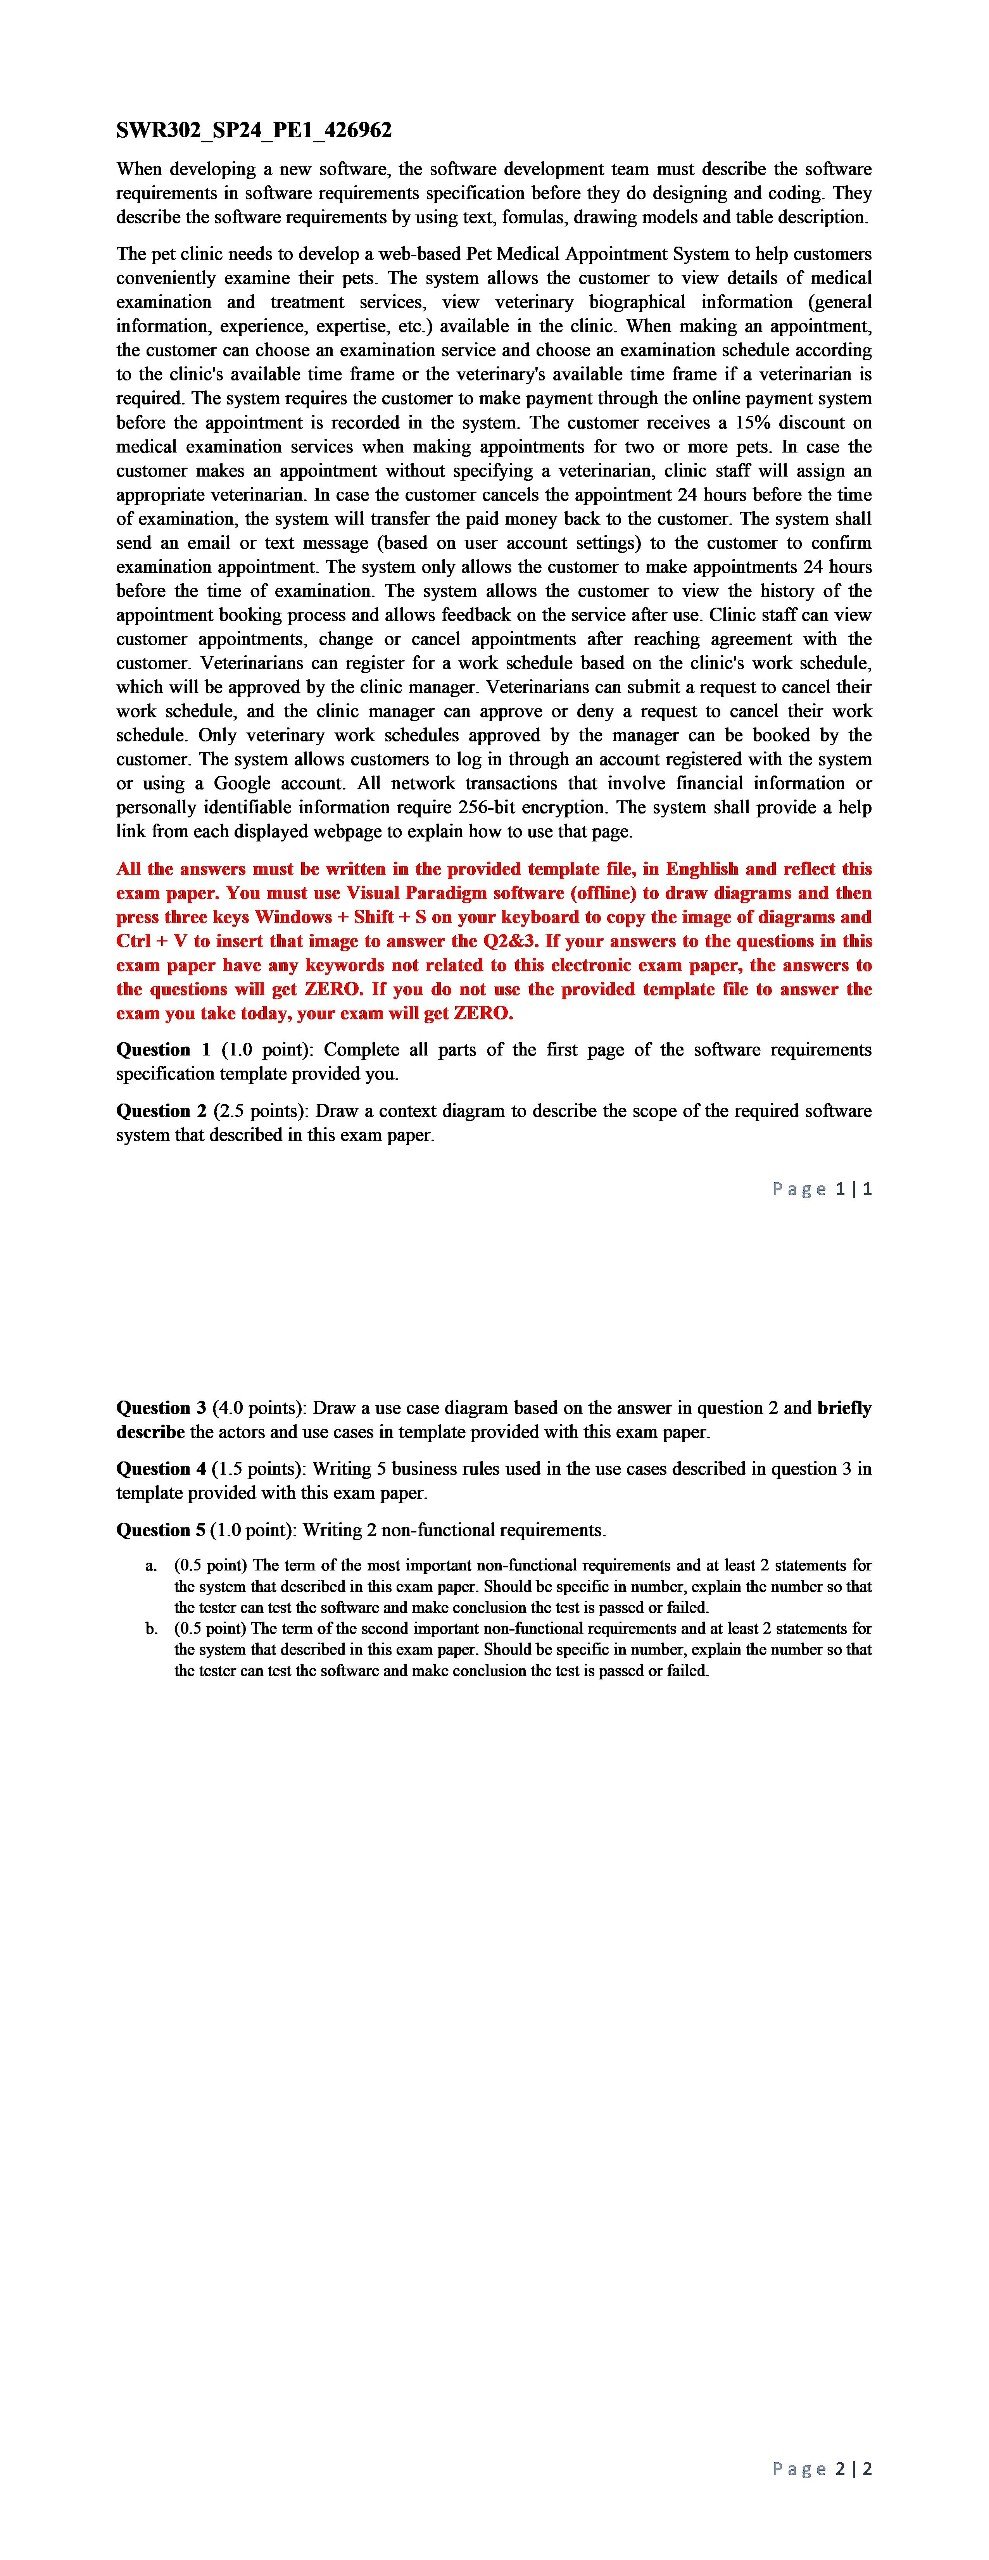 SWR302_SP24_PE1_426962
When developing a new software, the software development team must describe the software
requirements in software requirements specification before they do designing and coding. They
describe the software requirements by using text, fomulas, drawing models and table description.
The pet clinic needs to develop a web-based Pet Medical Appointment System to help customers
conveniently examine their pets. The system allows the customer to view details of medical
examination and treatment services, view veterinary biographical information (general
information, experience, expertise, etc.) available in the clinic. When making an appointment,
the customer can choose an examination service and choose an examination schedule according
to the clinic's available time frame or the veterinary's available time frame if a veterinarian is
required. The system requires the customer to make payment through the online payment system
before the appointment is recorded in the system. The customer receives a 15% discount on
medical examination services when making appointments for two or more pets. In case the
customer makes an appointment without specifying a veterinarian, clinic staff will assign an
appropriate veterinarian. In case the customer cancels the appointment 24 hours before the time
of examination, the system will transfer the paid money back to the customer. The system shall
send an email or text message (based on user account settings) to the customer to confirm
examination appointment. The system only allows the customer to make appointments 24 hours
before the time of examination. The system allows the customer to view the history of the
appointment booking process and allows feedback on the service after use. Clinic staff can view
customer appointments, change or cancel appointments after reaching agreement with the
customer. Veterinarians can register for a work schedule based on the clinic's work schedule,
which will be approved by the clinic manager. Veterinarians can submit a request to cancel their
work schedule, and the clinic manager can approve or deny a request to cancel their work
schedule. Only veterinary work schedules approved by the manager can be booked by the
customer. The system allows customers to log in through an account registered with the system
or using a Google account. All network transactions that involve financial information or
personally identifiable information require 256-bit encryption. The system shall provide a help
link from each displayed webpage to explain how to use that page.
All the answers must be written in the provided template file, in Enghlish and reflect this
exam paper. You must use Visual Paradigm software (offline) to draw diagrams and then
press three keys Windows + Shift + S on your keyboard to copy the image of diagrams and
Ctrl + V to insert that image to answer the Q2&3. If your answers to the questions in this
exam paper have any keywords not related to this electronic exam paper, the answers to
the questions will get ZERO. If you do not use the provided template file to answer the
exam you take today, your exam will get ZERO.
Question 1 (1.0 point): Complete all parts of the first page of the software requirements
specification template provided you.
Question 2 (2.5 points): Draw a context diagram to describe the scope of the required software
system that described in this exam paper.
Page 1|1
Question 3 (4.0 points): Draw a use case diagram based on the answer in question 2 and briefly
describe the actors and use cases in template provided with this exam paper.
Question 4 (1.5 points): Writing 5 business rules used in the use cases described in question 3 in
template provided with this exam paper.
Question 5 (1.0 point): Writing 2 non-functional requirements.
a. (0.5 point) The term of the most important non-functional requirements and at least 2 statements for
the system that described in this exam paper. Should be specific in number, explain the number so that
the tester can test the software and make conclusion the test is passed or failed.
b. (0.5 point) The term of the second important non-functional requirements and at least 2 statements for
the system that described in this exam paper. Should be specific in number, explain the number so that
the tester can test the software and make conclusion the test is passed or failed.
Page 2|2